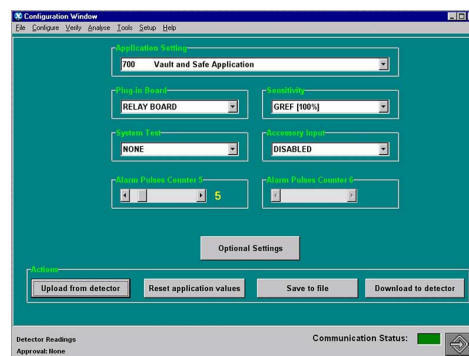 Configuration Window
File Configure Verify Analyse Tools Setup Help
Application Setting
700 Vault and Safe Application
Plug-in Board
Sensitivity
RELAY BOARD
GREF [100%]
System Test
Accessory Input
NONE
DISABLED
Alarm Pulses Counter 5
Alarm Pulses Counter 6
5
Optional Settings
Actions
Upload from detector
Reset application values
Save to file
Download to detector
Detector Readings
Communication Status:
Approval: None